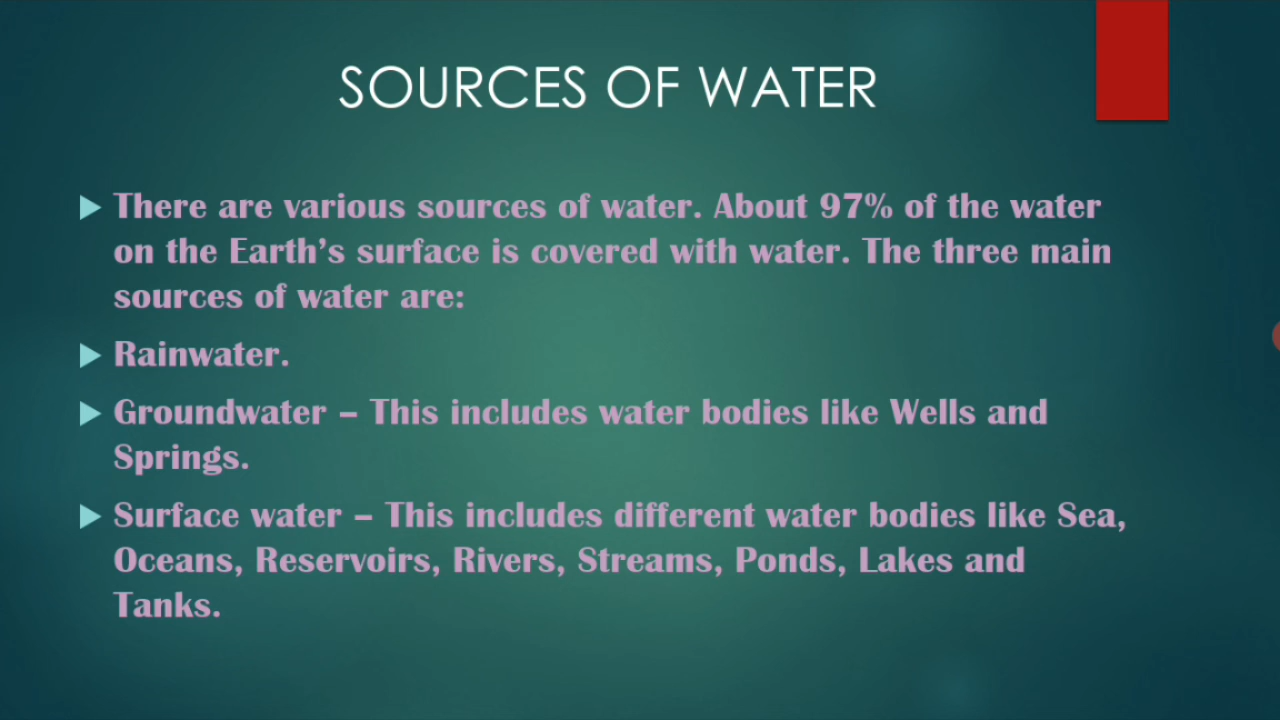 SOURCES OF WATER
There are various sources of water. About 97% of the water
on the Earth’s surface is covered with water. The three main
sources of water are:
Rainwater.
Groundwater – This includes water bodies like Wells and
Springs.
Surface water – This includes different water bodies like Sea,
Oceans, Reservoirs, Rivers, Streams, Ponds, Lakes and
Tanks.